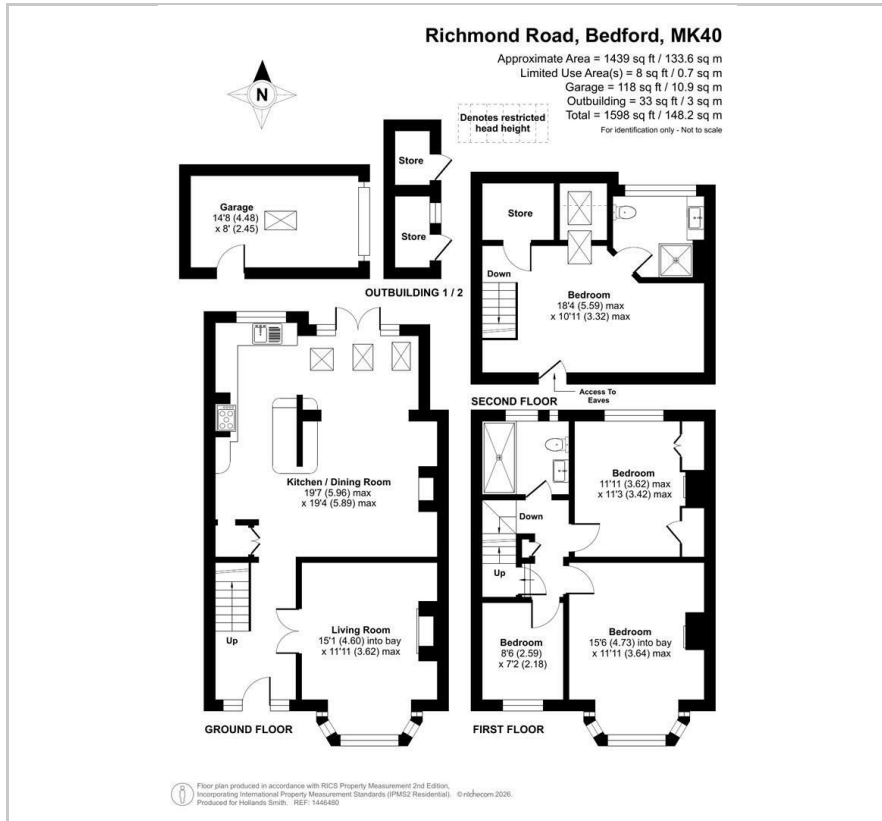 Richmond Road, Bedford, MK40
Approximate Area = 1439 sq ft / 133.6 sq m
Limited Use Area(s) = 8 sq ft / 0.7 sq m
Garage = 118 sq ft / 10.9 sq m
Outbuilding = 33 sq ft / 3 sq m
Total = 1598 sq ft / 148.2 sq m
For identification only - Not to scale
N
Denotes restricted
head height
Garage
14'8 (4.48)
x 8' (2.45)
Store
Store
OUTBUILDING 1 / 2
Store
Down
Bedroom
18'4 (5.59) max
x 10'11 (3.32) max
Access To
Eaves
SECOND FLOOR
Kitchen / Dining Room
19'7 (5.96) max
x 19'4 (5.89) max
Up
Living Room
15'1 (4.60) into bay
x 11'11 (3.62) max
GROUND FLOOR
Bedroom
11'11 (3.62) max
x 11'3 (3.42) max
Down
Up
Bedroom
8'6 (2.59)
x 7'2 (2.18)
Bedroom
15'6 (4.73) into bay
x 11'11 (3.64) max
FIRST FLOOR
Floor plan produced in accordance with RICS Property Measurement 2nd Edition,
Incorporating International Property Measurement Standards (IPMS2 Residential). © nichecom 2026.
Produced for Hollands Smith. REF: 1446480